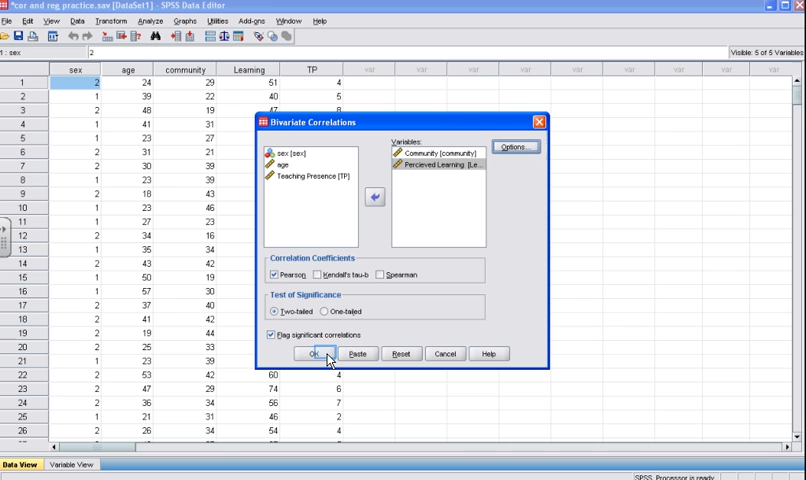 *cor and reg practice.sav [DataSet1] - SPSS Data Editor
File Edit View Data Transform Analyze Graphs Utilities Add-ons Window Help
1 : sex 2 Visible: 5 of 5 Variables
sex age community Learning TP var var var var var var var
1 2 24 29 51 4
2 1 39 22 40 5
3 2 48 19 47 8
4 1 41 31
5 1 23 27
6 2 31 21
7 2 30 39
8 1 23 39
9 2 18 43
10 1 23 46
11 1 27 23
12 2 34 16
13 1 35 34
14 2 43 42
15 1 50 19
16 1 57 30
17 2 37 40
18 2 41 42
19 2 19 44
20 2 25 33
21 1 23 39
22 2 53 42 60 4
23 2 47 29 74 6
24 2 36 34 56 7
25 1 21 31 46 2
26 2 26 34 54 4
Bivariate Correlations
Variables:
sex [sex]
age
Teaching Presence [TP]
Community [community]
Percieved Learning [Le...
Options...
Correlation Coefficients
Pearson Kendall's tau-b Spearman
Test of Significance
Two-tailed One-tailed
Flag significant correlations
OK Paste Reset Cancel Help
Data View Variable View
SPSS Processor is ready